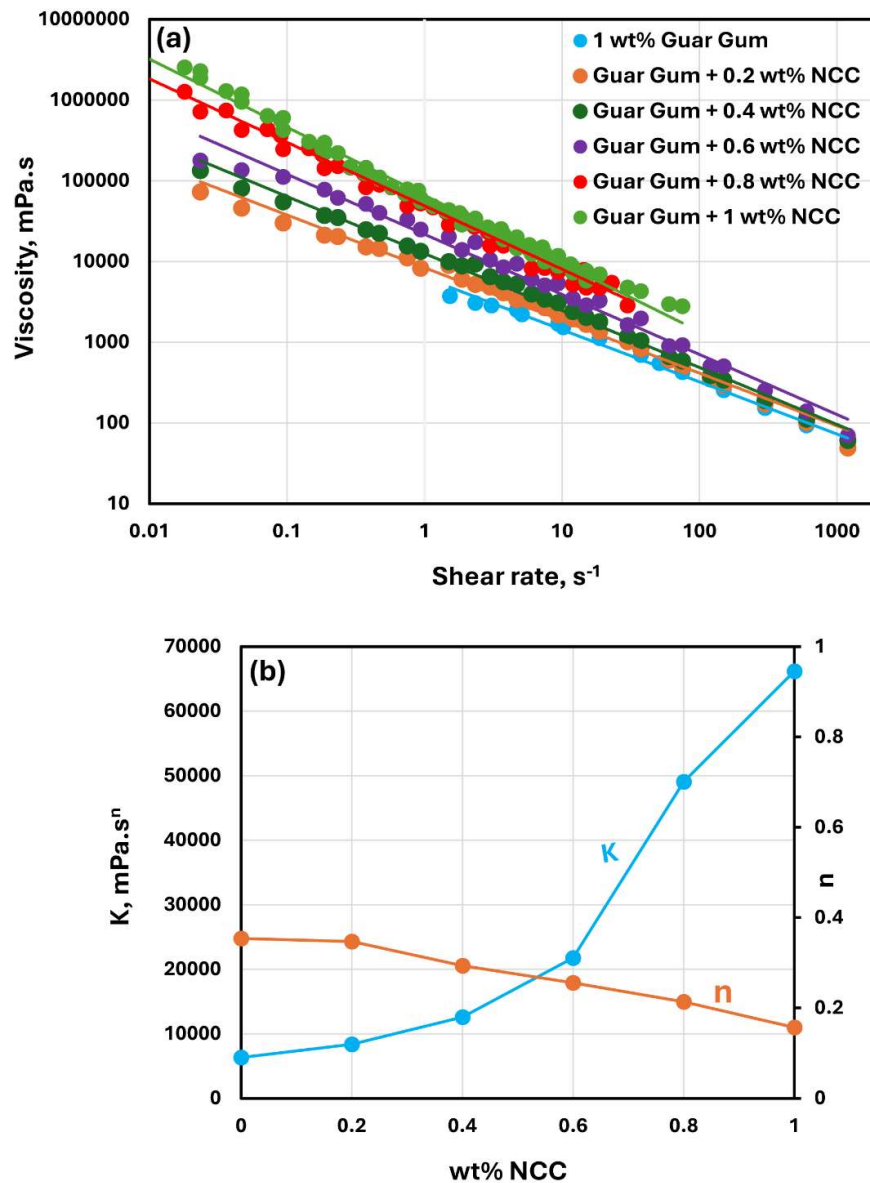 (a)
1 wt% Guar Gum
Guar Gum + 0.2 wt% NCC
Guar Gum + 0.4 wt% NCC
Guar Gum + 0.6 wt% NCC
Guar Gum + 0.8 wt% NCC
Guar Gum + 1 wt% NCC
Viscosity, mPa.s
10000000
1000000
100000
10000
1000
100
10
0.01 0.1 1 10 100 1000
Shear rate, s⁻¹
(b)
K, mPa.sⁿ
70000
60000
50000
40000
30000
20000
10000
0
K
n
1
0.8
0.6
0.4
0.2
0
n
0 0.2 0.4 0.6 0.8 1
wt% NCC